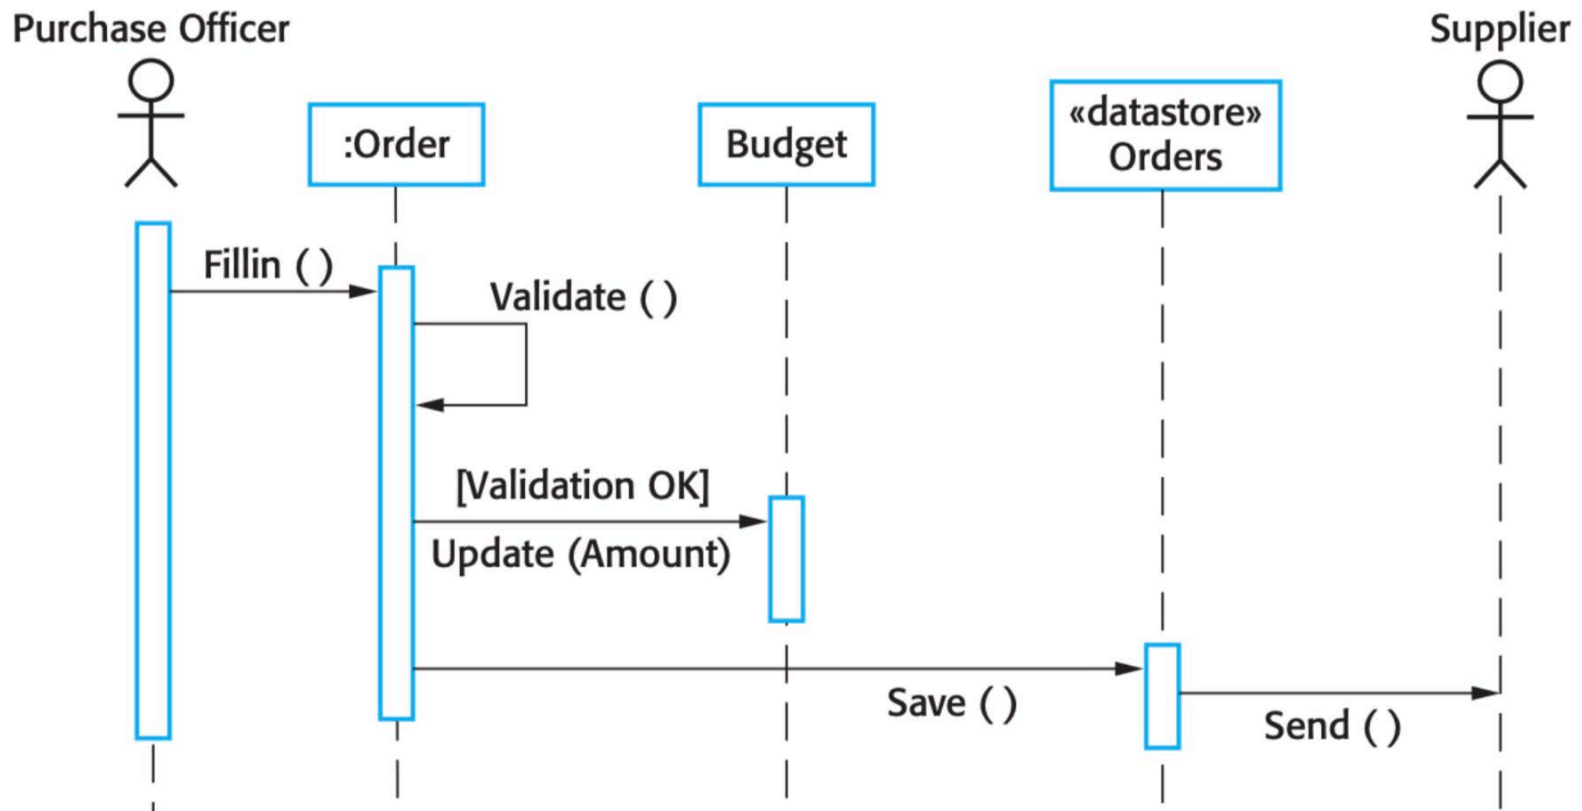 Purchase Officer
Supplier
:Order
Budget
«datastore»
Orders
Fillin ( )
Validate ( )
[Validation OK]
Update (Amount)
Save ( )
Send ( )